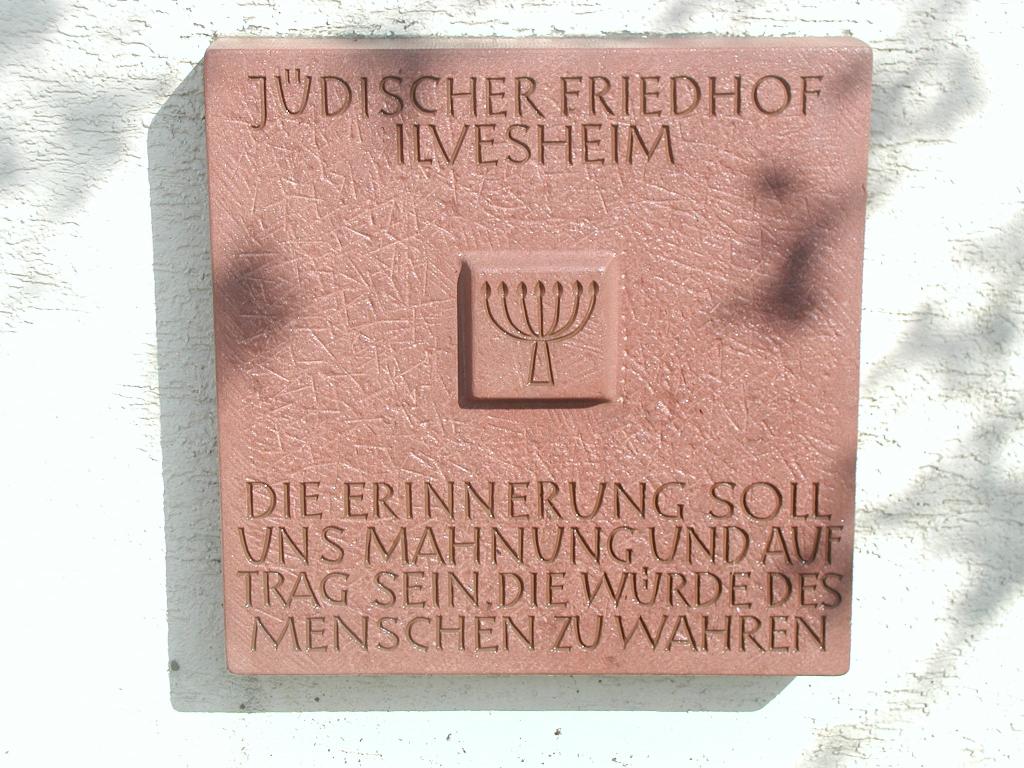 JÜDISCHER FRIEDHOF
ILVESHEIM
DIE ERINNERUNG SOLL
UNS MAHNUNG UND AUF
TRAG SEIN. DIE WÜRDE DES
MENSCHEN ZU WAHREN